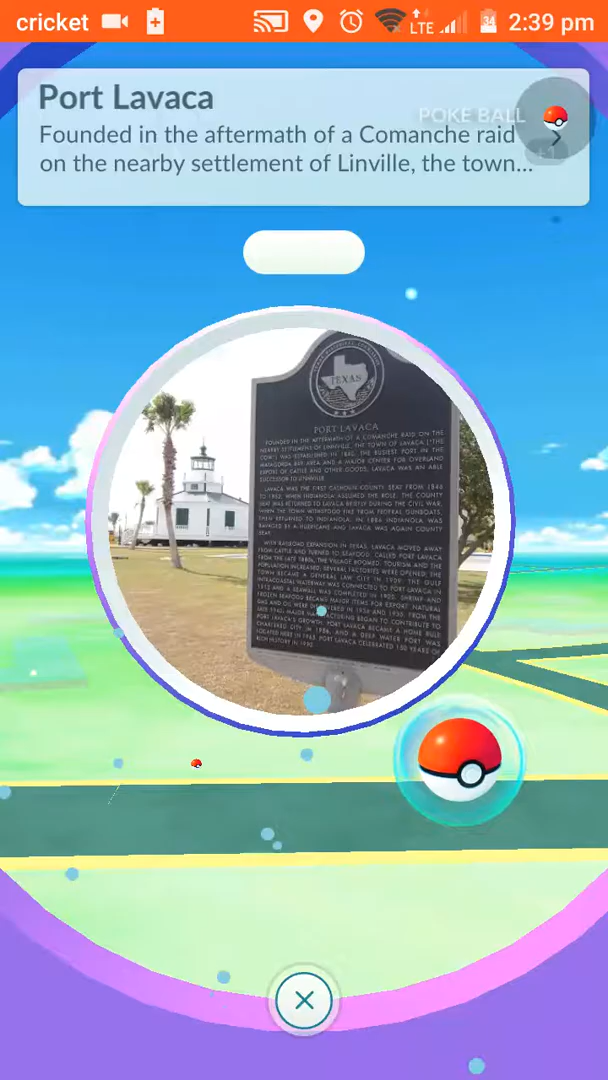 cricket LTE 34 2:39 pm
Port Lavaca
POKE BALL
Founded in the aftermath of a Comanche raid
+1
on the nearby settlement of Linville, the town...
TEXAS
PORT LAVACA
FOUNDED IN THE AFTERMATH OF A COMANCHE RAID ON THE
NEARBY SETTLEMENT OF LINNVILLE, THE TOWN OF LAVACA ("THE
COW") WAS ESTABLISHED IN 1842. THE BUSIEST PORT IN THE
MATAGORDA BAY AREA AND A MAJOR CENTER FOR OVERLAND
EXPORT OF CATTLE AND OTHER GOODS, LAVACA WAS AN ABLE
SUCCESSOR TO LINNVILLE.
LAVACA WAS THE FIRST CALHOUN COUNTY SEAT FROM 1846
TO 1852, WHEN INDIANOLA ASSUMED THE ROLE. THE COUNTY
SEAT WAS RETURNED TO LAVACA BRIEFLY DURING THE CIVIL WAR,
WHEN THE TOWN WITHSTOOD FIRE FROM FEDERAL GUNBOATS,
THEN RETURNED TO INDIANOLA. IN 1886 INDIANOLA WAS
RAVAGED BY HURRICANES AND LAVACA WAS AGAIN COUNTY
SEAT.
WITH RAILROAD EXPANSION IN TEXAS, LAVACA MOVED AWAY
FROM CATTLE AND TURNED TO SEAFOOD. CALLED PORT LAVACA
FROM THE LATE 1880s, THE VILLAGE BOOMED. TOURISM AND THE
POPULATION INCREASED; SEVERAL FACTORIES WERE OPENED. THE
TOWN BECAME A GENERAL LAW CITY IN 1909. THE GULF
INTRACOASTAL WATERWAY WAS CONNECTED TO PORT LAVACA IN
1912 AND A SEAWALL WAS COMPLETED IN 1920. SHRIMP AND
FROZEN SEAFOOD BECAME MAJOR ITEMS FOR EXPORT. NATURAL
GAS AND OIL WERE DISCOVERED IN 1934 AND 1935. FROM THE
LATE 1940s MAJOR MANUFACTURING BEGAN TO CONTRIBUTE TO
PORT LAVACA'S GROWTH. PORT LAVACA BECAME A HOME RULE
CHARTERED CITY IN 1956, AND A DEEP WATER PORT WAS
LOCATED HERE IN 1963. PORT LAVACA CELEBRATED 150 YEARS OF
RICH HISTORY IN 1990.